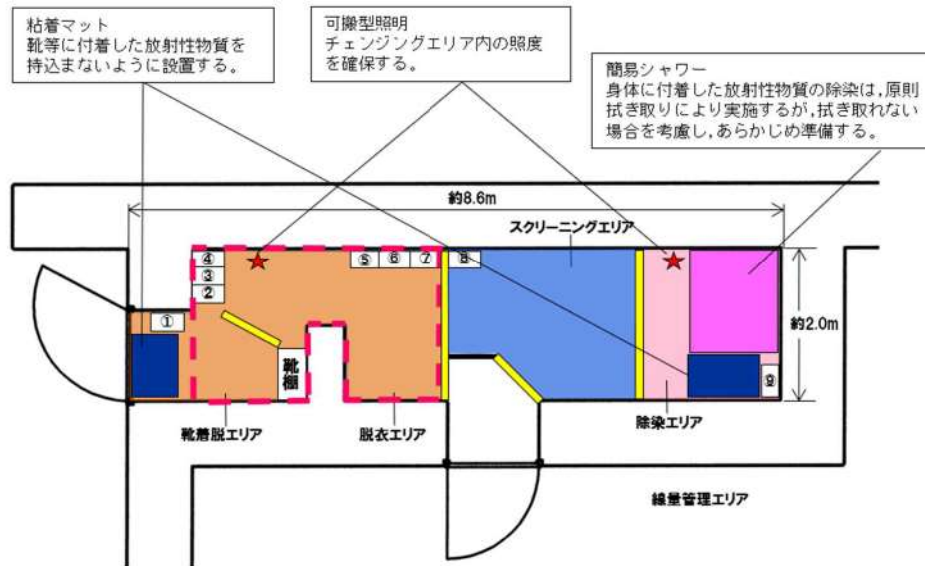 粘着マット
靴等に付着した放射性物質を
持込まないように設置する。
可搬型照明
チェンジングエリア内の照度
を確保する。
簡易シャワー
身体に付着した放射性物質の除染は,原則
拭き取りにより実施するが,拭き取れない
場合を考慮し,あらかじめ準備する。
約8.6m
スクリーニングエリア
④
③
②
①
⑤ ⑥ ⑦ ⑧
約2.0m
靴棚
⑨
靴着脱エリア
脱衣エリア
除染エリア
線量管理エリア